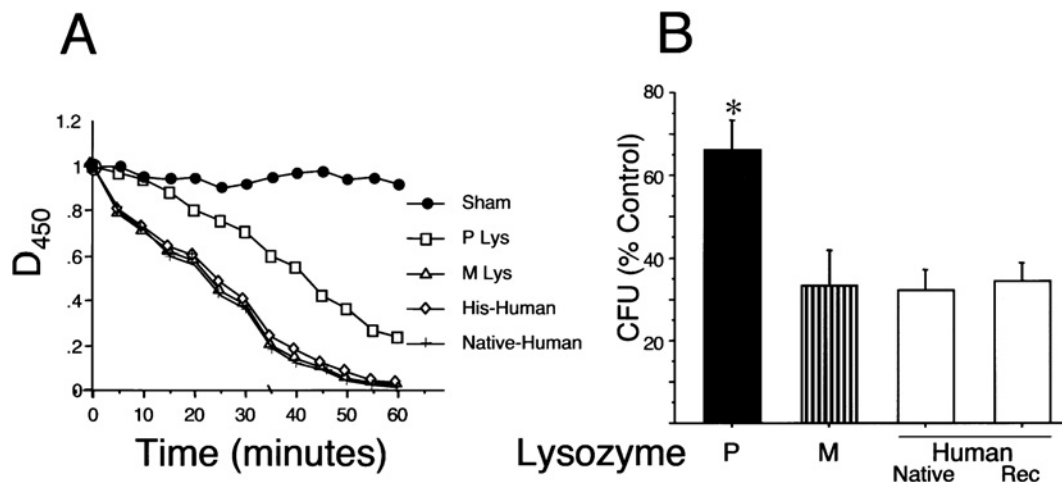 A
B
1.2
1
.8
.6
.4
.2
0
D450
0 10 20 30 40 50 60
Time (minutes)
Sham
P Lys
M Lys
His-Human
Native-Human
80
60
40
20
CFU (% Control)
*
Lysozyme P M Human
Native Rec